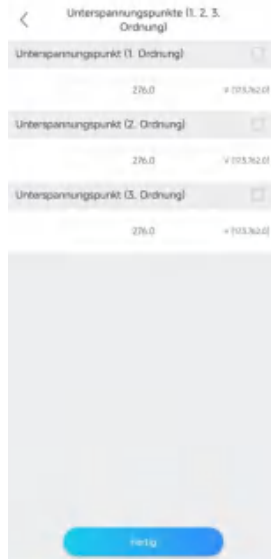 Unterspannungspunkte (1. 2. 3.
Ordnung)
Unterspannungspunkt (1. Ordnung)
276.0
Unterspannungspunkt (2. Ordnung)
276.0
Unterspannungspunkt (3. Ordnung)
276.0
Fertig